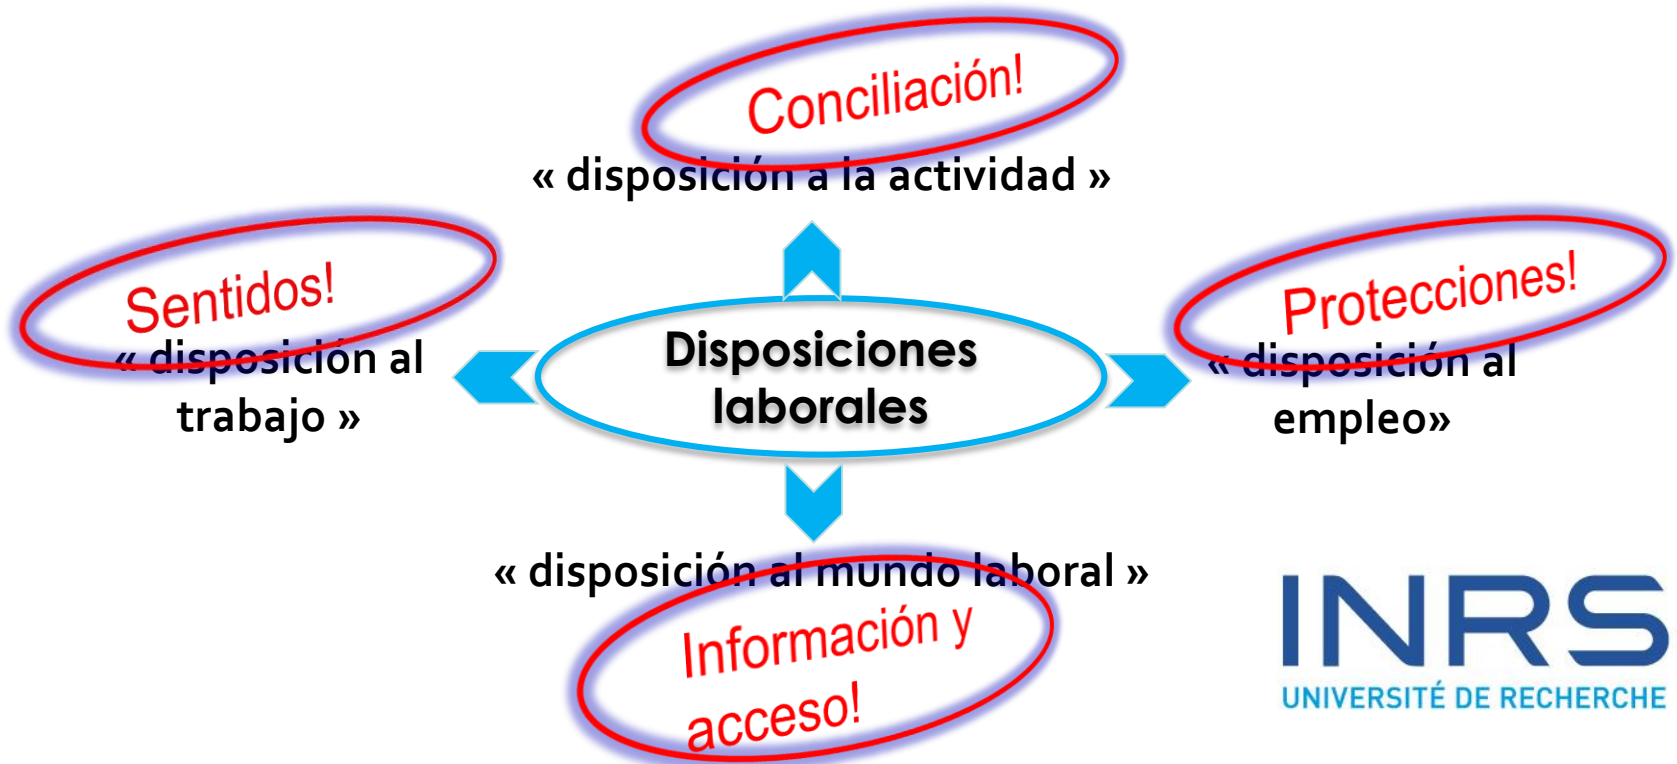 Conciliación!
« disposición a la actividad »
Sentidos!
« disposición al
trabajo »
Disposiciones
laborales
Protecciones!
« disposición al
empleo»
« disposición al mundo laboral »
Información y
acceso!
INRS
UNIVERSITÉ DE RECHERCHE